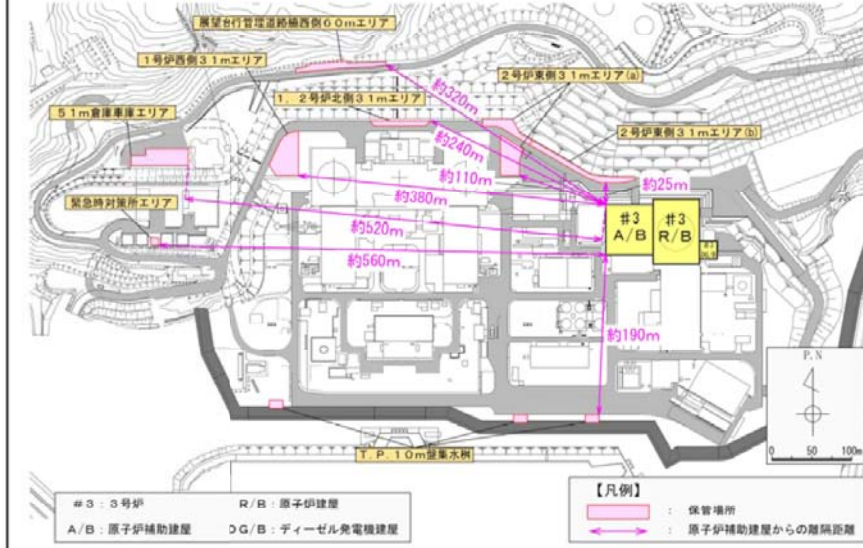 展望台行管理道路脇西側60mエリア
1号炉西側31mエリア
2号炉東側31mエリア(a)
1，2号炉北側31mエリア
51m倉庫車庫エリア
2号炉東側31mエリア(b)
緊急時対策所エリア
約320m
約240m
約110m
約25m
約380m
約520m
約560m
約190m
#3
A/B
#3
R/B
#3
P.N
0 50 100m
T.P.10m盤集水桝
#3：3号炉
R/B：原子炉建屋
A/B：原子炉補助建屋
DG/B：ディーゼル発電機建屋
【凡例】
：保管場所
：原子炉補助建屋からの離隔距離